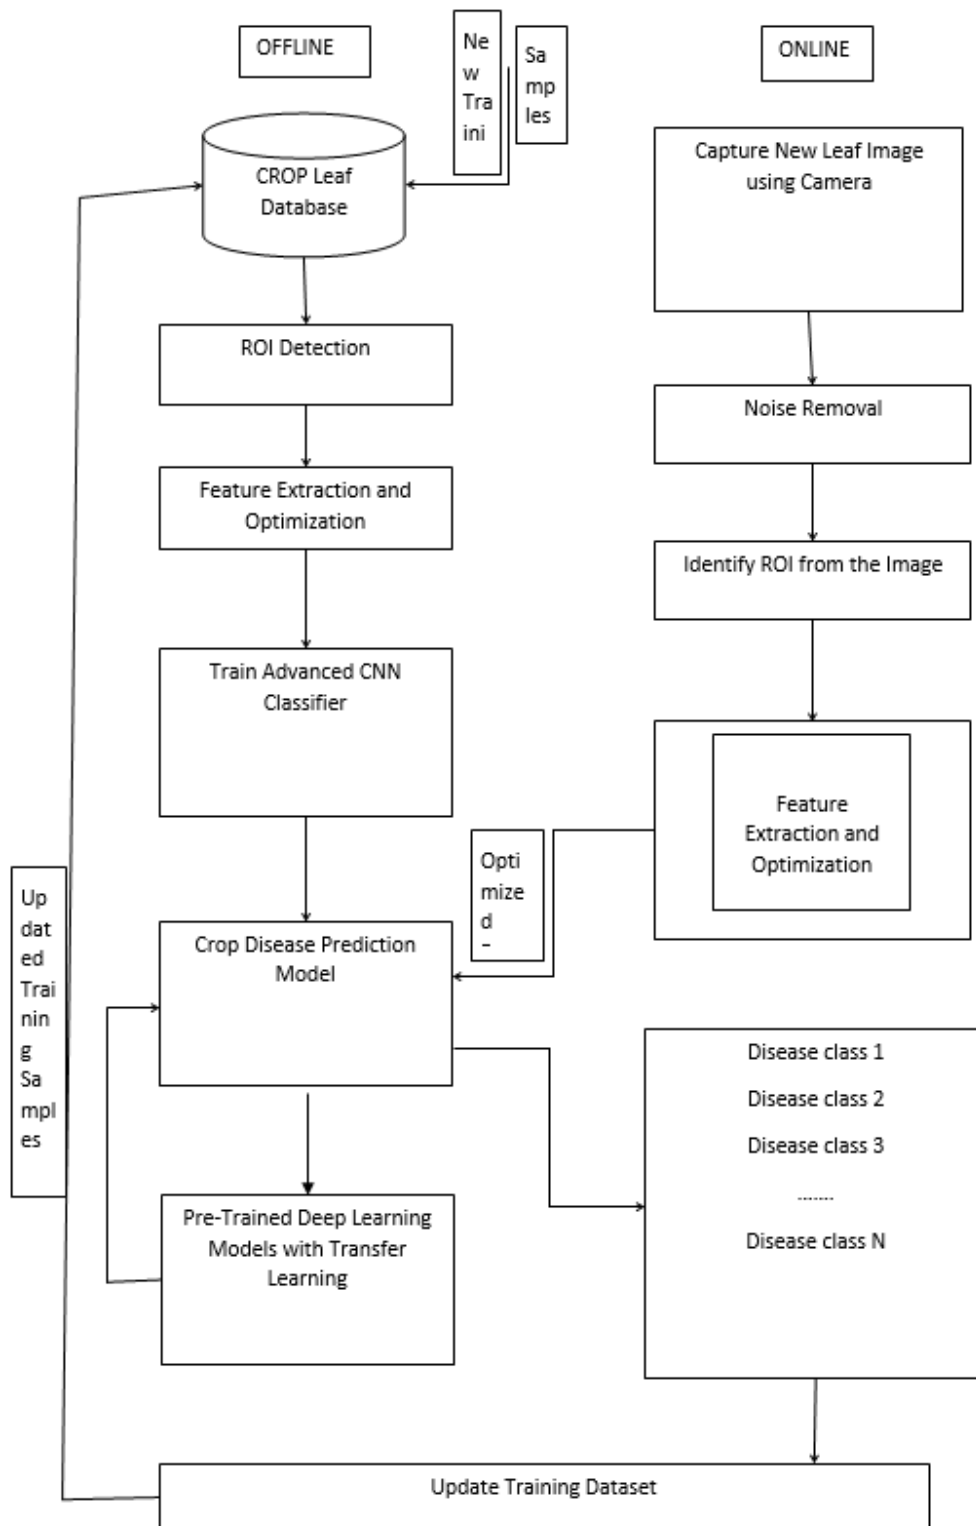 OFFLINE
Ne
w
Tra
ini
Sa
mp
les
ONLINE
CROP Leaf
Database
Capture New Leaf Image
using Camera
ROI Detection
Noise Removal
Feature Extraction and
Optimization
Identify ROI from the Image
Train Advanced CNN
Classifier
Feature
Extraction and
Optimization
Opti
mize
d
Up
dat
ed
Trai
nin
g
Sa
mpl
es
Crop Disease Prediction
Model
Disease class 1
Disease class 2
Disease class 3
.......
Disease class N
Pre-Trained Deep Learning
Models with Transfer
Learning
Update Training Dataset